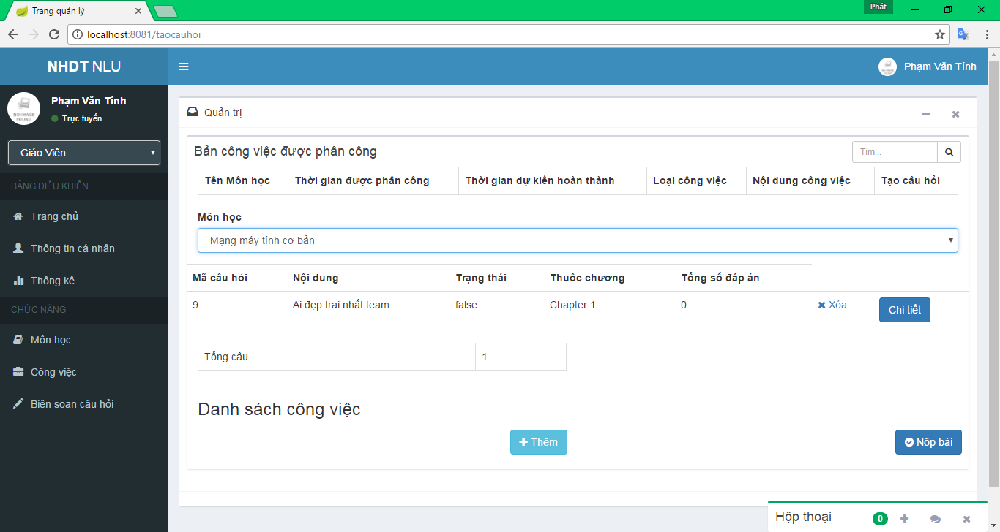 Trang quản lý
Phát
localhost:8081/taocauhoi
NHDT NLU
Phạm Văn Tính
Phạm Văn Tính
Trực tuyến
NO IMAGE FOUND
Giáo Viên
BẢNG ĐIỀU KHIỂN
Trang chủ
Thông tin cá nhân
Thống kê
CHỨC NĂNG
Môn học
Công việc
Biên soạn câu hỏi
Quản trị
Bản công việc được phân công
Tìm...
Tên Môn học Thời gian được phân công Thời gian dự kiến hoàn thành Loại công việc Nội dung công việc Tạo câu hỏi
Môn học
Mạng máy tính cơ bản
Mã câu hỏi Nội dung Trạng thái Thuôc chương Tổng số đáp án
9 Ai đẹp trai nhất team false Chapter 1 0 Xóa Chi tiết
Tổng câu 1
Danh sách công việc
Thêm
Nộp bài
Hộp thoại 0